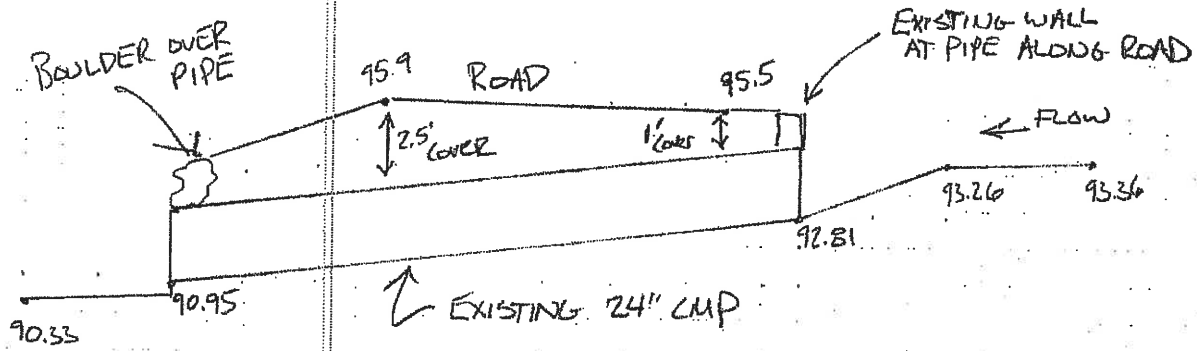 EXISTING WALL
AT PIPE ALONG ROAD
BOULDER OVER
PIPE
95.9
ROAD
95.5
2.5' COVER
1' COVER
FLOW
93.26
93.36
92.81
90.95
EXISTING 24" CMP
90.33